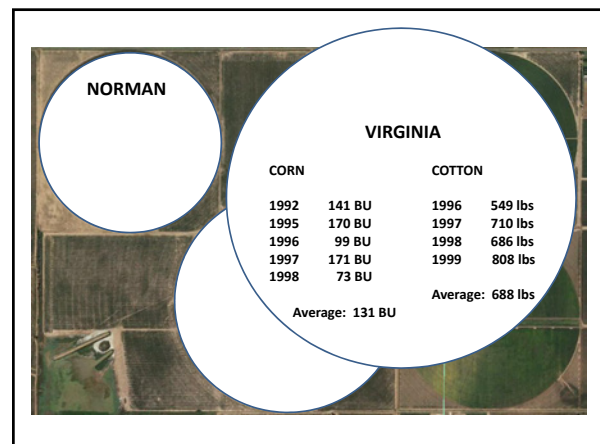 NORMAN
VIRGINIA
CORN
1992 141 BU
1995 170 BU
1996 99 BU
1997 171 BU
1998 73 BU
Average: 131 BU
COTTON
1996 549 lbs
1997 710 lbs
1998 686 lbs
1999 808 lbs
Average: 688 lbs